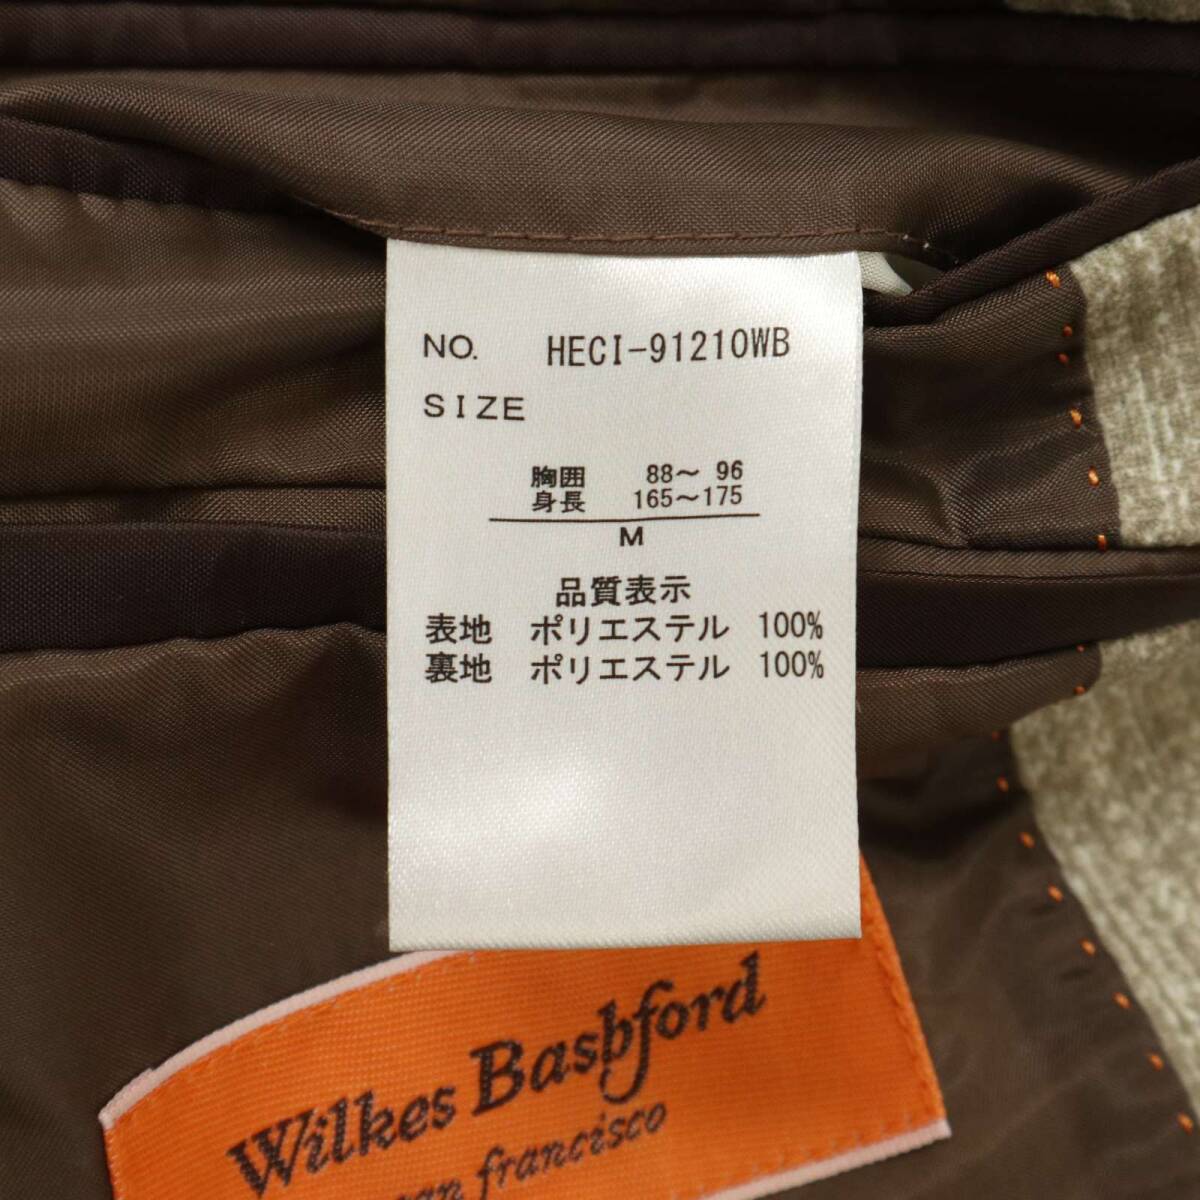 NO. HECI-91210WB
SIZE
胸囲 88～ 96
身長 165～175
M
品質表示
表地 ポリエステル 100%
裏地 ポリエステル 100%
Wilkes Bashford
francisco